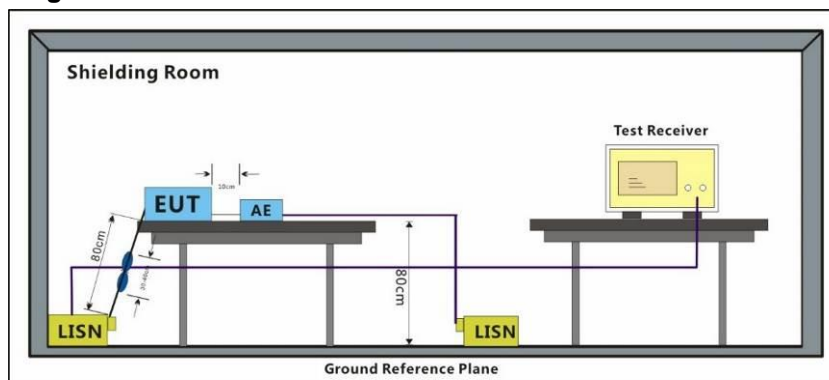 Shielding Room
Test Receiver
10cm
EUT
AE
80cm
80cm
LISN
LISN
Ground Reference Plane